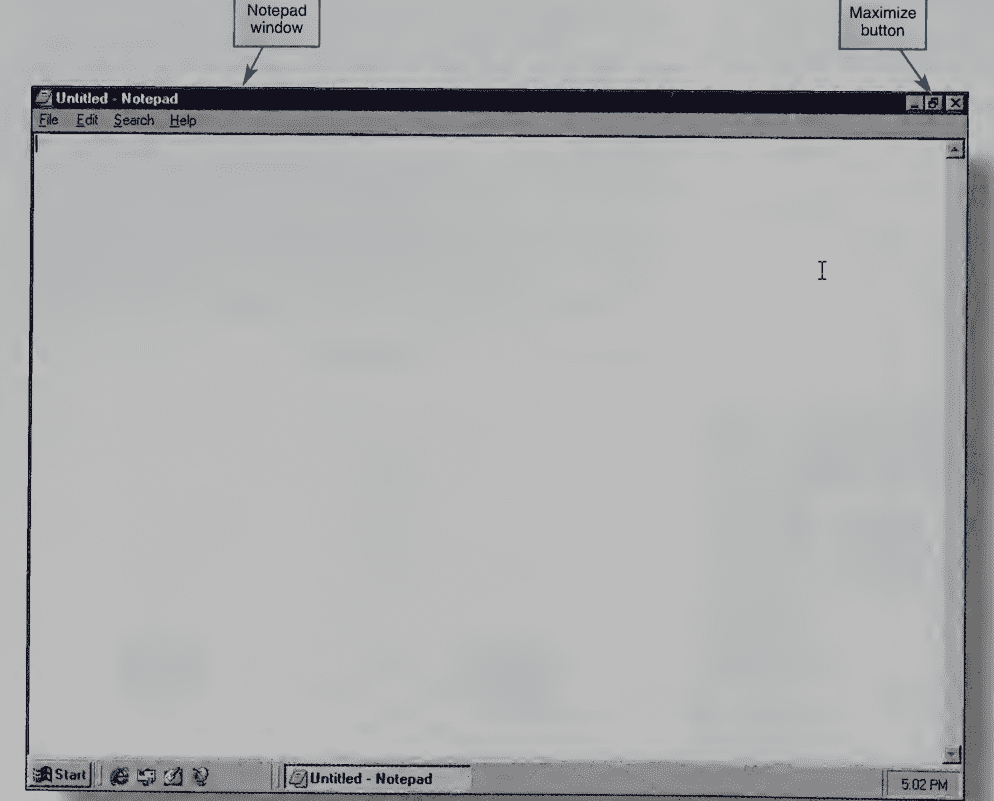 Notepad
window
Maximize
button
Untitled - Notepad
File Edit Search Help
Start Untitled - Notepad 5:02 PM